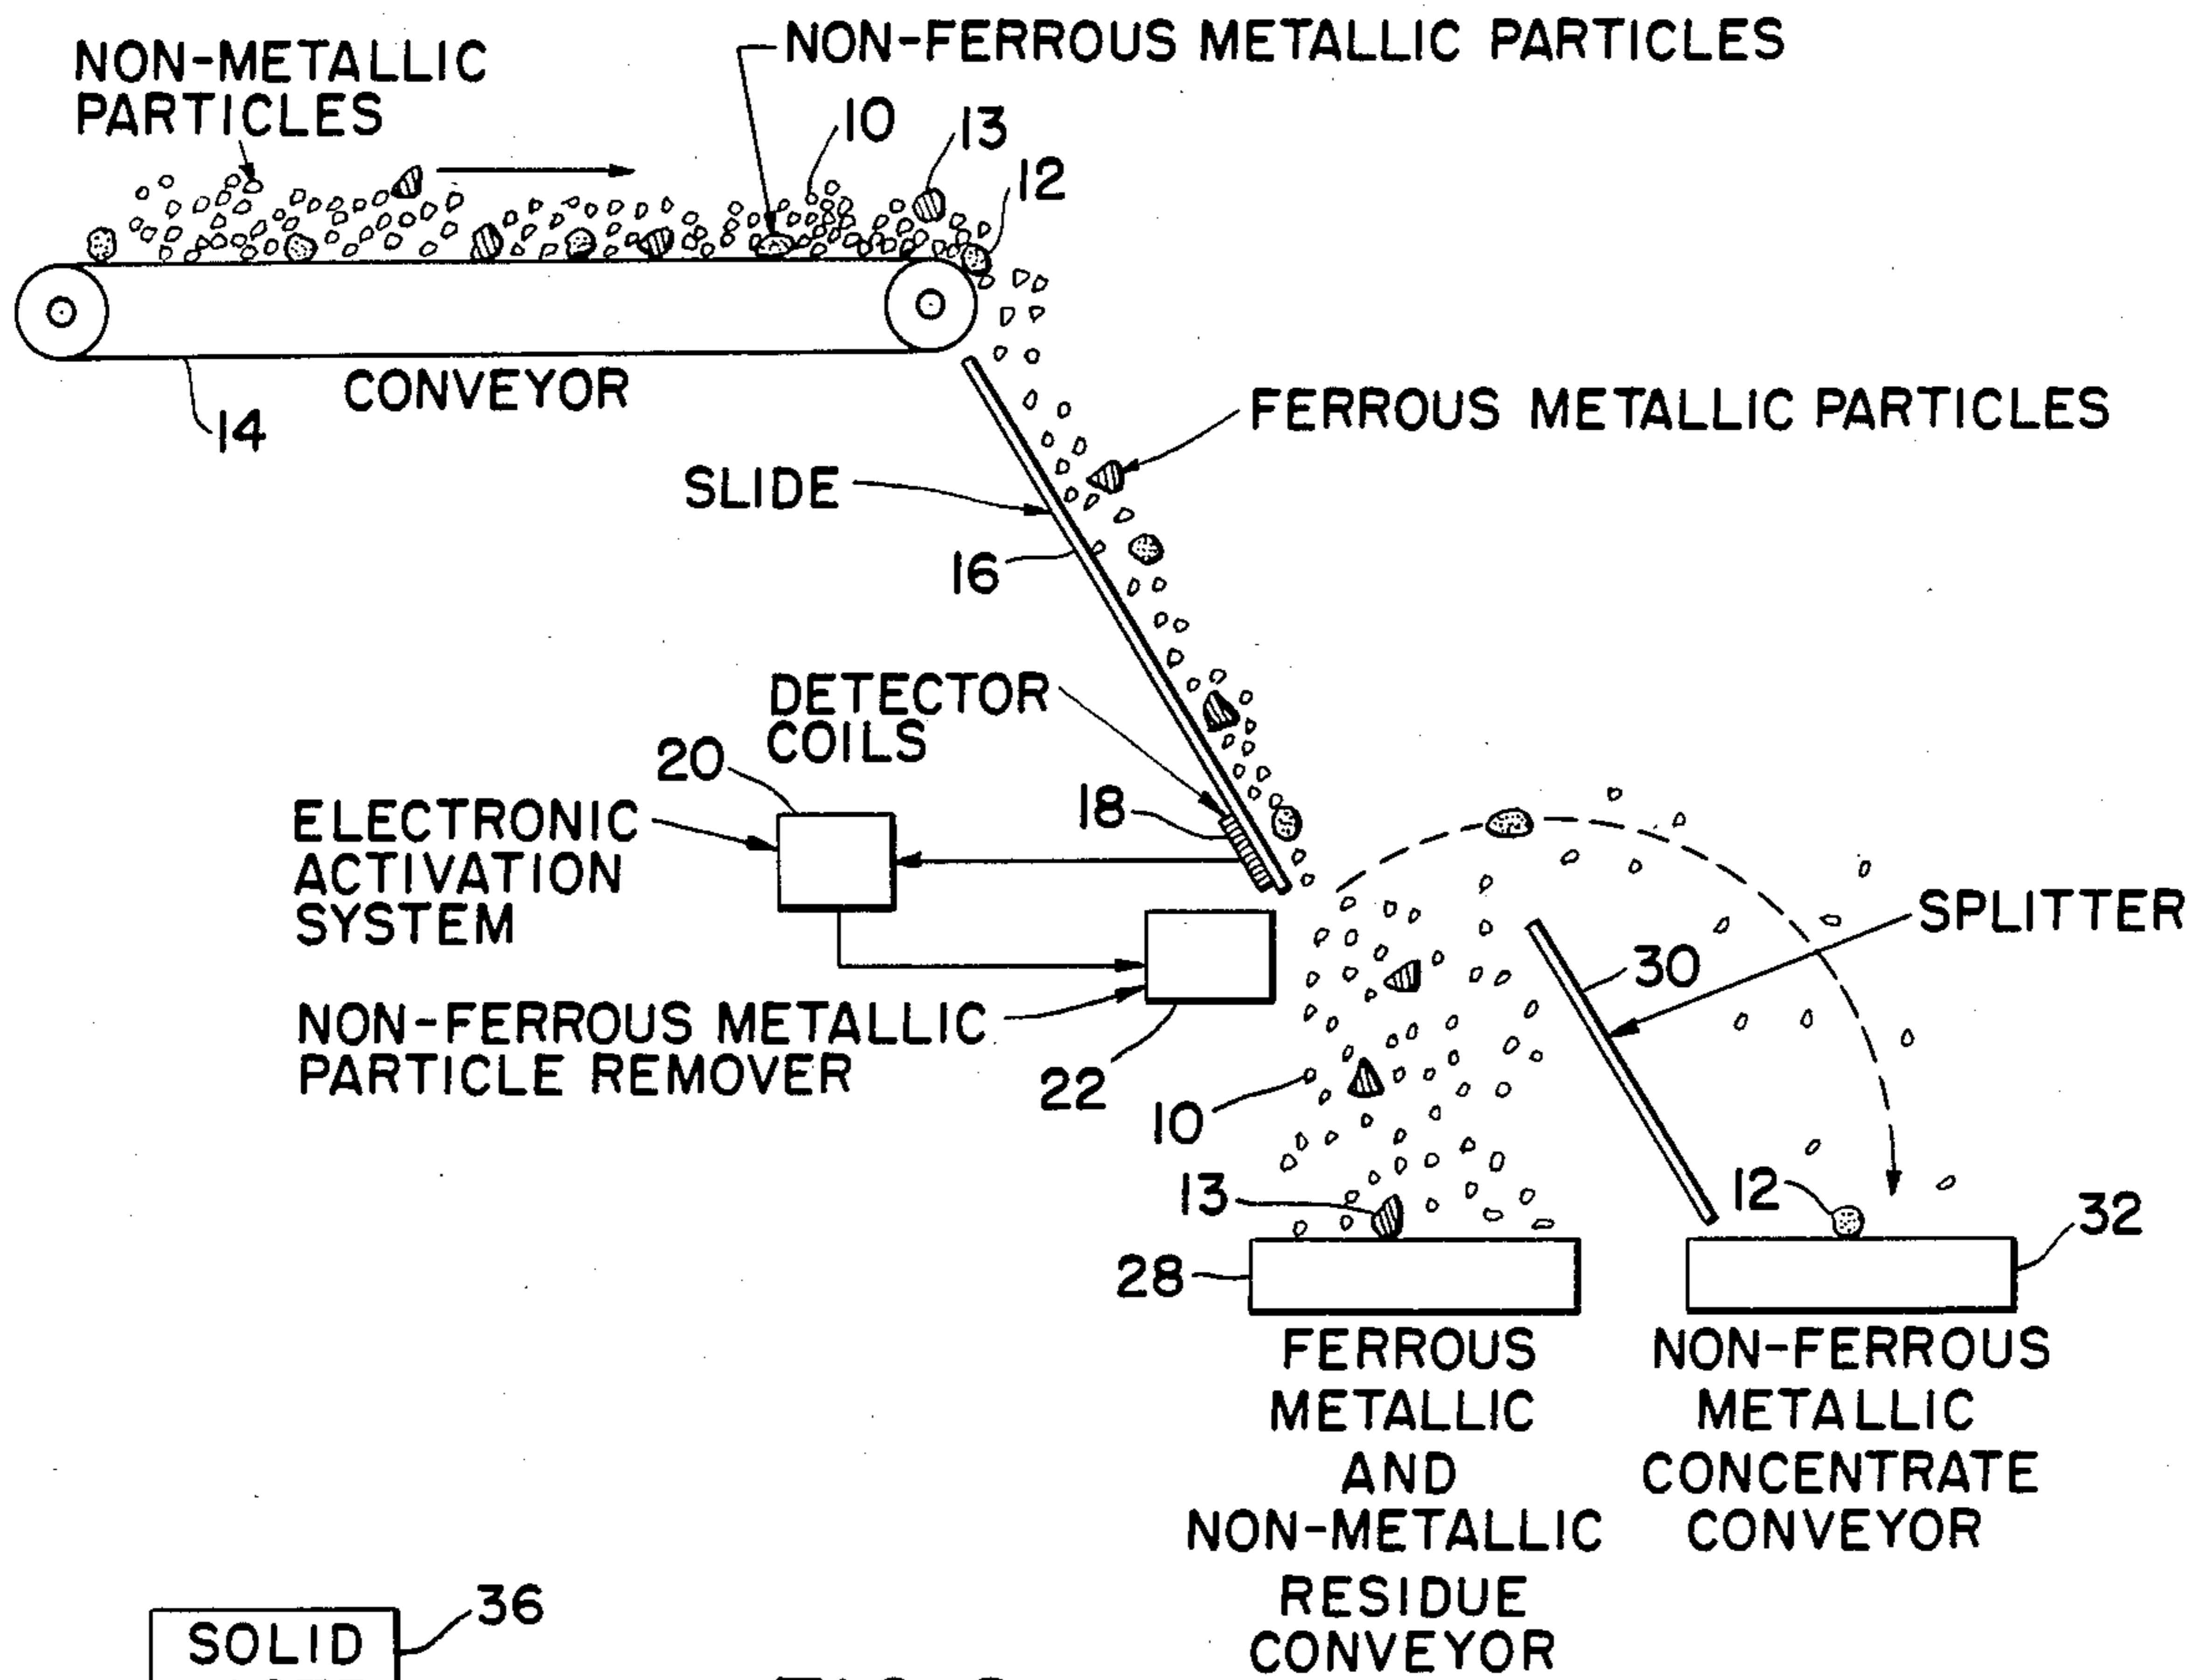 NON-METALLIC
PARTICLES
NON-FERROUS METALLIC PARTICLES
10
13
12
CONVEYOR
14
FERROUS METALLIC PARTICLES
SLIDE
16
DETECTOR
COILS
20
18
ELECTRONIC
ACTIVATION
SYSTEM
SPLITTER
30
NON-FERROUS METALLIC
PARTICLE REMOVER
22
10
13
12
32
28
FERROUS
METALLIC
AND
NON-METALLIC
RESIDUE
CONVEYOR
NON-FERROUS
METALLIC
CONCENTRATE
CONVEYOR
36
SOLID